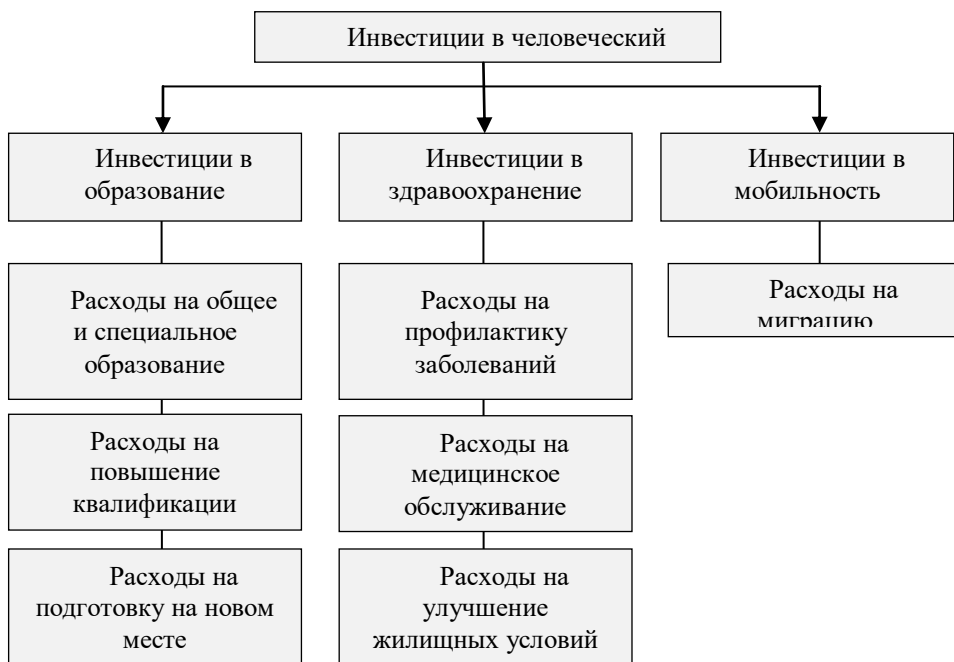 Инвестиции в человеческий
Инвестиции в
образование
Инвестиции в
здравоохранение
Инвестиции в
мобильность
Расходы на общее
и специальное
образование
Расходы на
профилактику
заболеваний
Расходы на
миграцию
Расходы на
повышение
квалификации
Расходы на
медицинское
обслуживание
Расходы на
подготовку на новом
месте
Расходы на
улучшение
жилищных условий